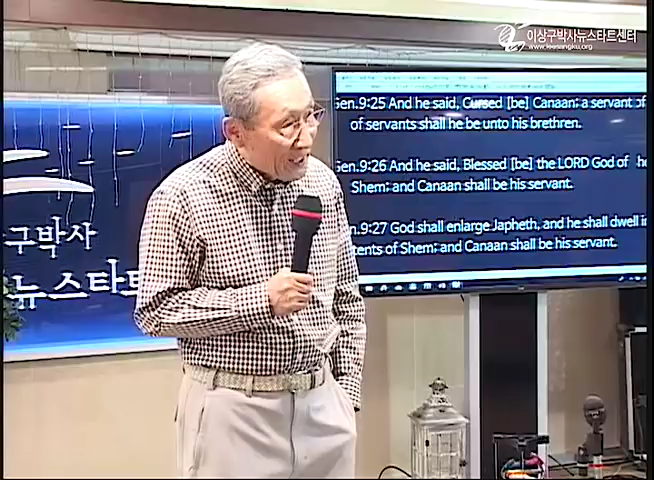 이상구박사뉴스타트센터
www.leesangku.org
Gen.9:25 And he said, Cursed [be] Canaan; a servant of
of servants shall he be unto his brethren.
Gen.9:26 And he said, Blessed [be] the LORD God of
Shem; and Canaan shall be his servant.
n.9:27 God shall enlarge Japheth, and he shall dwell in
tents of Shem; and Canaan shall be his servant.
구박사
뉴스타트